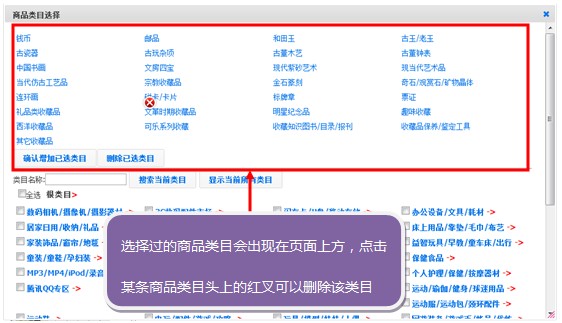 商品类目选择
钱币 邮品 和田玉 古玉/老玉
古瓷器 古玩杂项 古董木艺 古董钟表
中国书画 文房四宝 现代紫砂艺术 现当代艺术品
当代仿古工艺品 宗教收藏品 金石篆刻 奇石/观赏石/矿物晶体
连环画 磁卡/卡片 标牌章 票证
礼品类收藏品 文革时期收藏品 明星纪念品 趣味收藏
西洋收藏品 可乐系列收藏 收藏知识图书/目录/报刊 收藏品保养/鉴定工具
其它收藏品
确认增加已选类目 删除已选类目
类目名称: 搜索当前类目 显示当前所有类目
全选 根类目>
数码相机/摄像机/摄影器材 办公设备/文具/耗材 ->
居家日用/收纳/礼品 床上用品/靠垫/毛巾/布艺 ->
家装饰品/窗帘/地毯 益智玩具/早教/童车床/出行 ->
童装/童鞋/孕妇装 保健食品 ->
MP3/MP4/iPod/录音 个人护理/保健/按摩器材 ->
腾讯QQ专区 -> 运动/瑜伽/健身/球迷用品 ->
运动服/运动包/颈环配件 ->
选择过的商品类目会出现在页面上方，点击
某条商品类目头上的红叉可以删除该类目